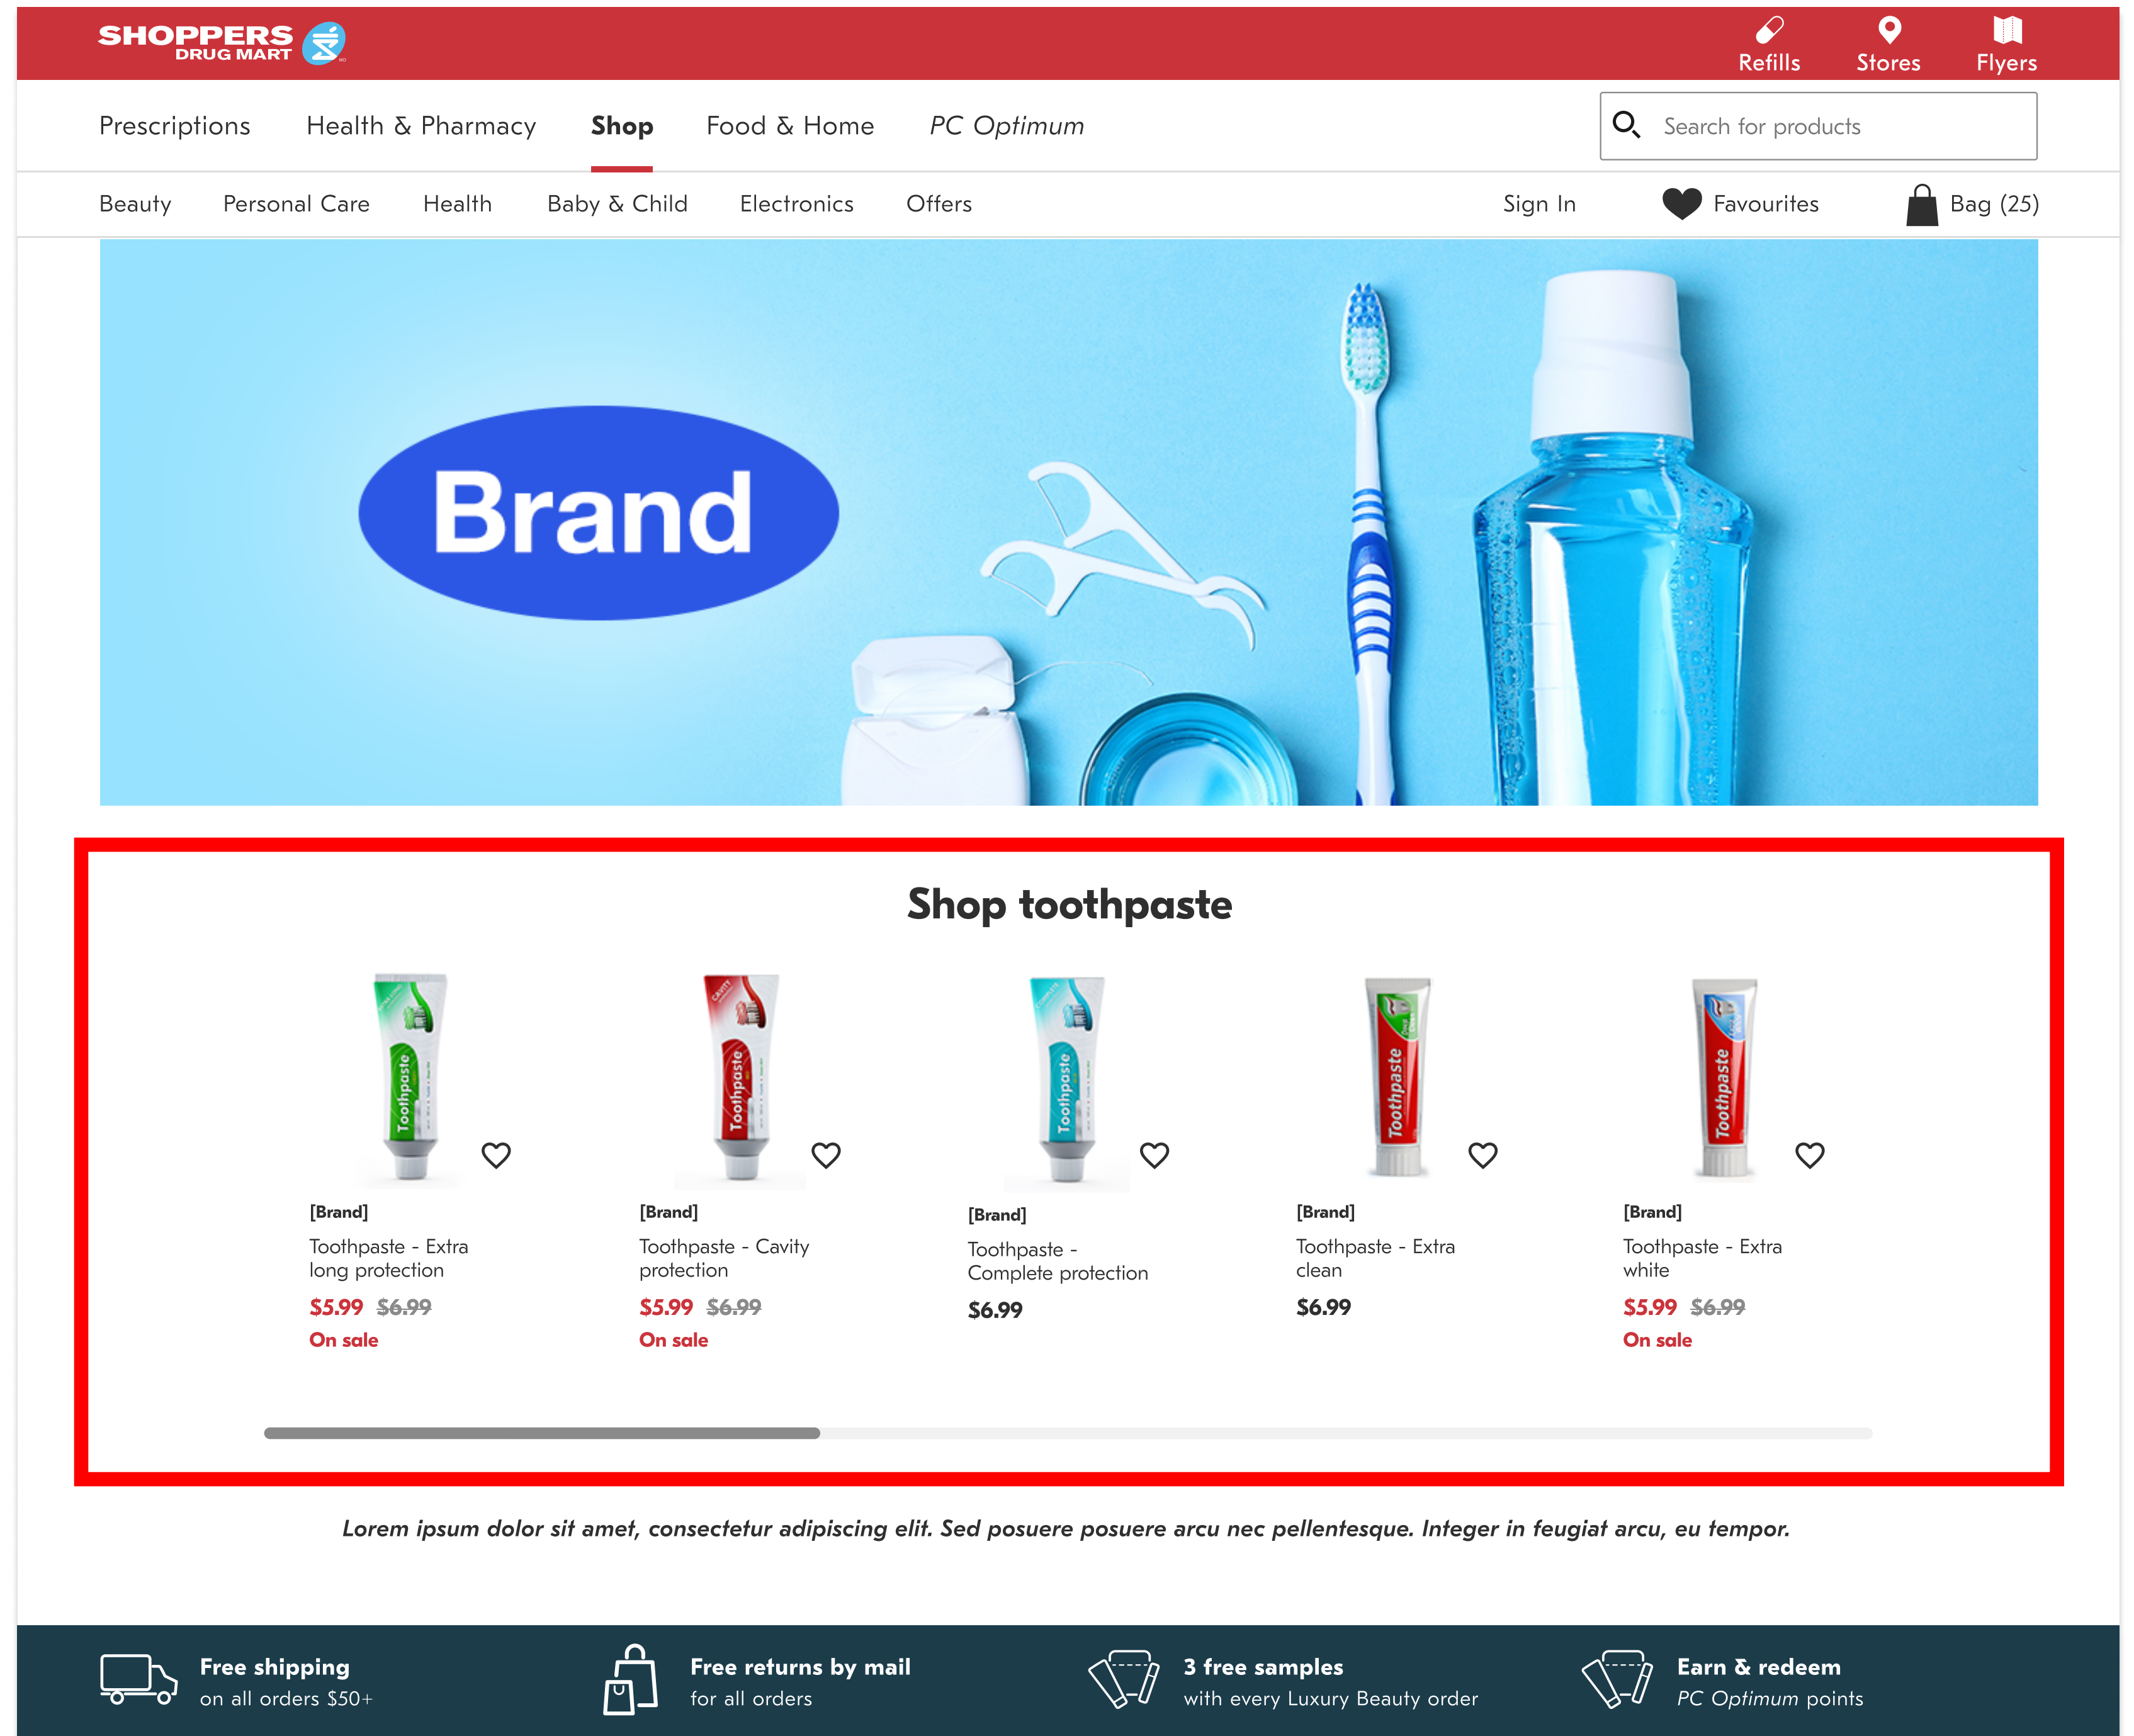 SHOPPERS
DRUG MART
Refills
Stores
Flyers
Prescriptions
Health & Pharmacy
Shop
Food & Home
PC Optimum
Search for products
Beauty
Personal Care
Health
Baby & Child
Electronics
Offers
Sign In
Favourites
Bag (25)
Brand
Shop toothpaste
Toothpaste
CAVITY
Toothpaste
COMPLETE
Toothpaste
Toothpaste
Toothpaste
[Brand]
Toothpaste - Extra
long protection
$5.99 $6.99
On sale
[Brand]
Toothpaste - Cavity
protection
$5.99 $6.99
On sale
[Brand]
Toothpaste -
Complete protection
$6.99
[Brand]
Toothpaste - Extra
clean
$6.99
[Brand]
Toothpaste - Extra
white
$5.99 $6.99
On sale
Lorem ipsum dolor sit amet, consectetur adipiscing elit. Sed posuere posuere arcu nec pellentesque. Integer in feugiat arcu, eu tempor.
Free shipping
on all orders $50+
Free returns by mail
for all orders
3 free samples
with every Luxury Beauty order
Earn & redeem
PC Optimum points